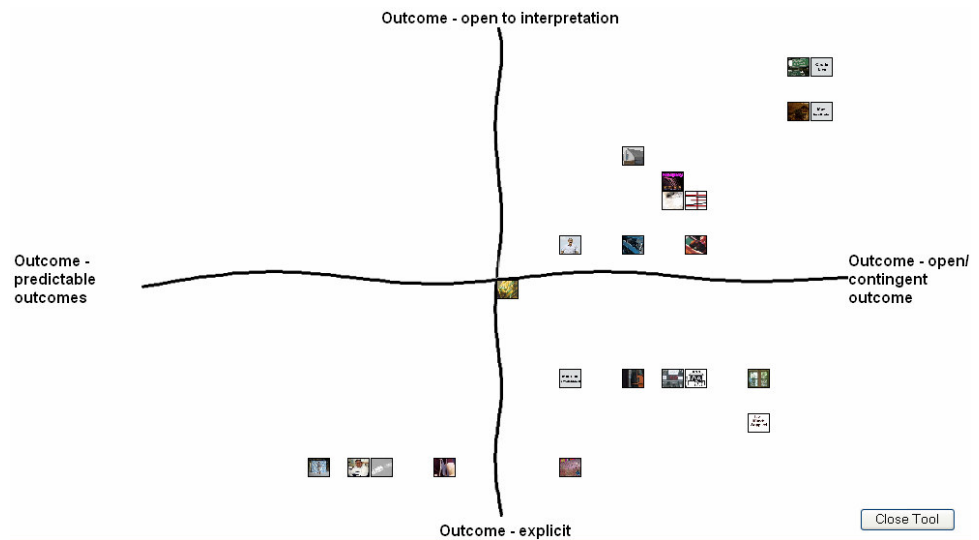 Outcome - open to interpretation
Outcome -
predictable
outcomes
Outcome - open/
contingent
outcome
Outcome - explicit
Close Tool